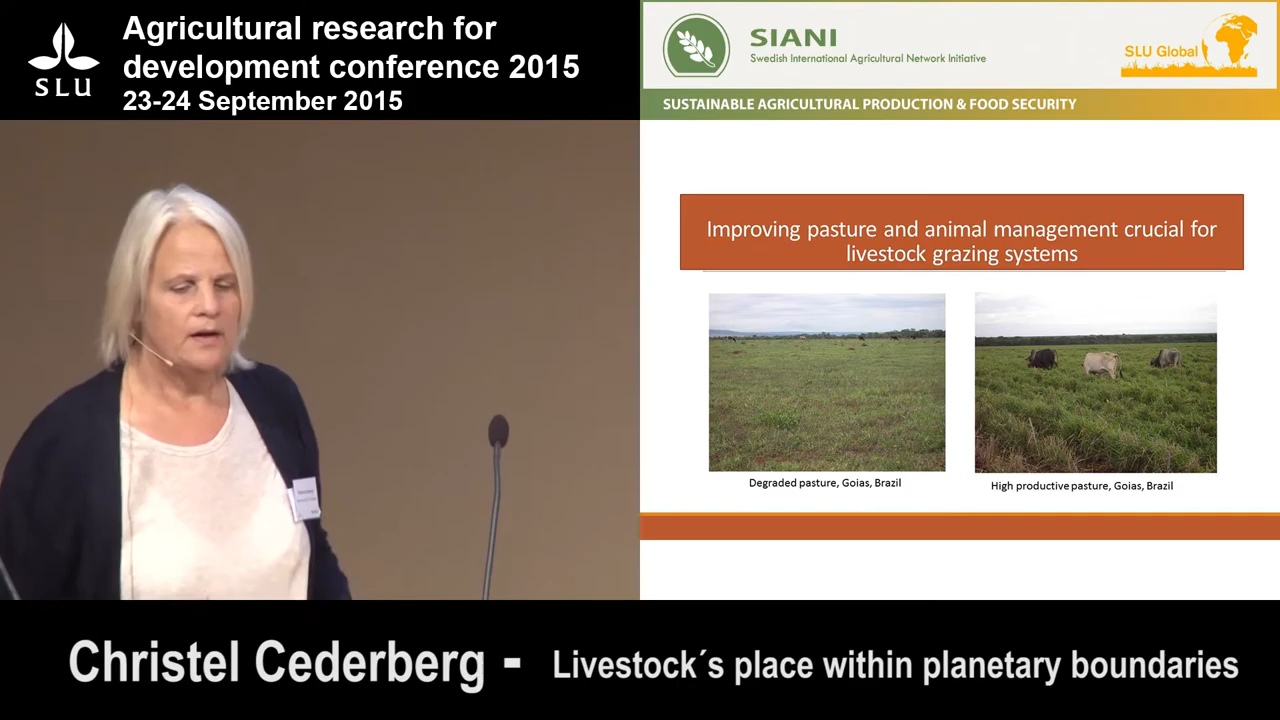 SLU
Agricultural research for
development conference 2015
23-24 September 2015
SIANI
Swedish International Agricultural Network Initiative
SLU Global
SUSTAINABLE AGRICULTURAL PRODUCTION & FOOD SECURITY
Improving pasture and animal management crucial for
livestock grazing systems
Degraded pasture, Goias, Brazil
High productive pasture, Goias, Brazil
Christel Cederberg - Livestock´s place within planetary boundaries